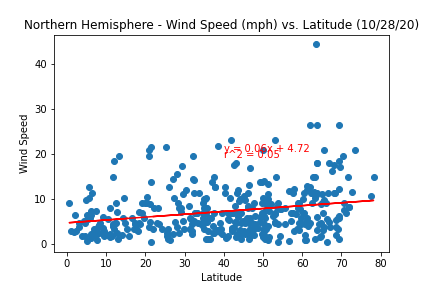 Northern Hemisphere - Wind Speed (mph) vs. Latitude (10/28/20)
Wind Speed
40
30
20
10
0
y = 0.06x + 4.72
r^2 = 0.05
0 10 20 30 40 50 60 70 80
Latitude